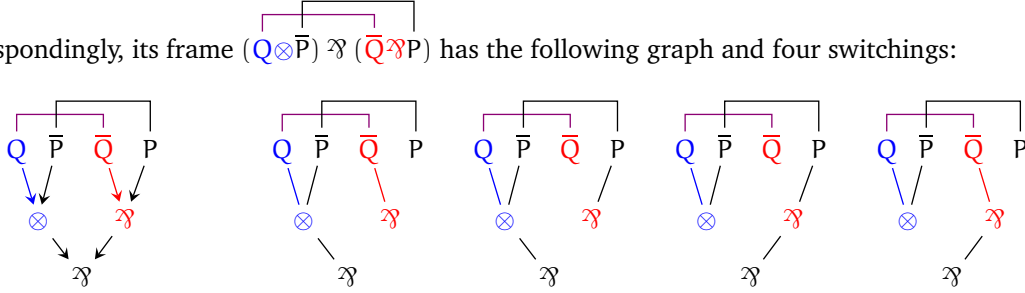 spondingly, its frame (Q⊗P̅) ⅋ (Q̅⅋P) has the following graph and four switchings:
Q P̅ Q̅ P Q P̅ Q̅ P Q P̅ Q̅ P Q P̅ Q̅ P Q P̅ Q̅ P
⊗ ⅋ ⊗ ⅋ ⊗ ⅋ ⊗ ⅋ ⊗ ⅋
⅋ ⅋ ⅋ ⅋ ⅋